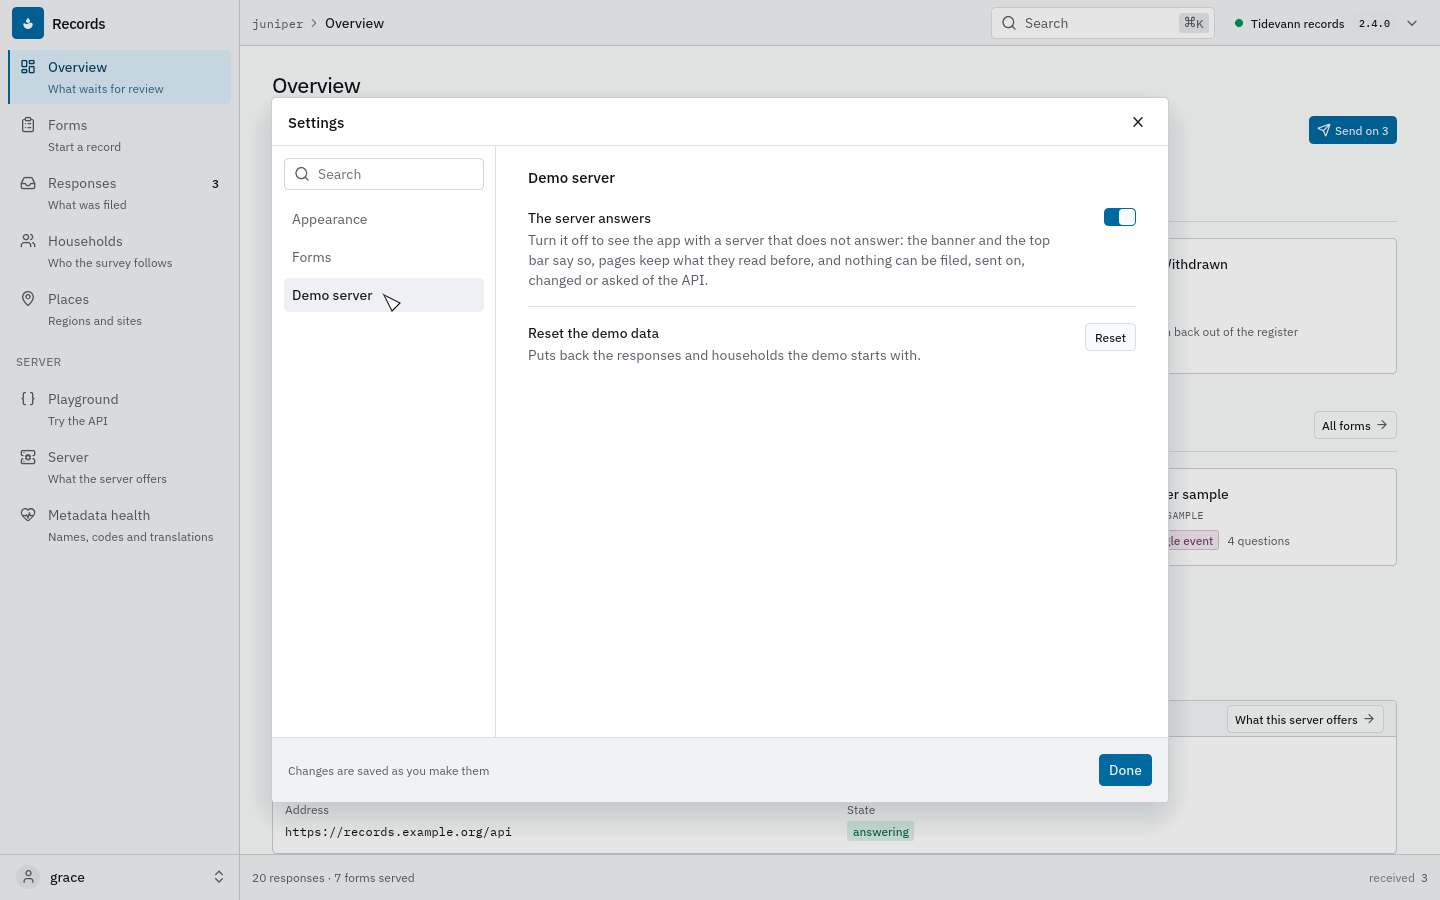 Records
juniper
Overview
Search
⌘K
Tidevann records
2.4.0
Overview
What waits for review
Forms
Start a record
Responses
3
What was filed
Households
Who the survey follows
Places
Regions and sites
SERVER
Playground
Try the API
Server
What the server offers
Metadata health
Names, codes and translations
grace
Overview
Send on 3
Settings
Search
Appearance
Forms
Demo server
Demo server
The server answers
Turn it off to see the app with a server that does not answer: the banner and the top
bar say so, pages keep what they read before, and nothing can be filed, sent on,
changed or asked of the API.
Reset the demo data
Reset
Puts back the responses and households the demo starts with.
Changes are saved as you make them
Done
back out of the register
All forms
sample
event
4 questions
What this server offers
Address
State
https://records.example.org/api
answering
20 responses · 7 forms served
received 3